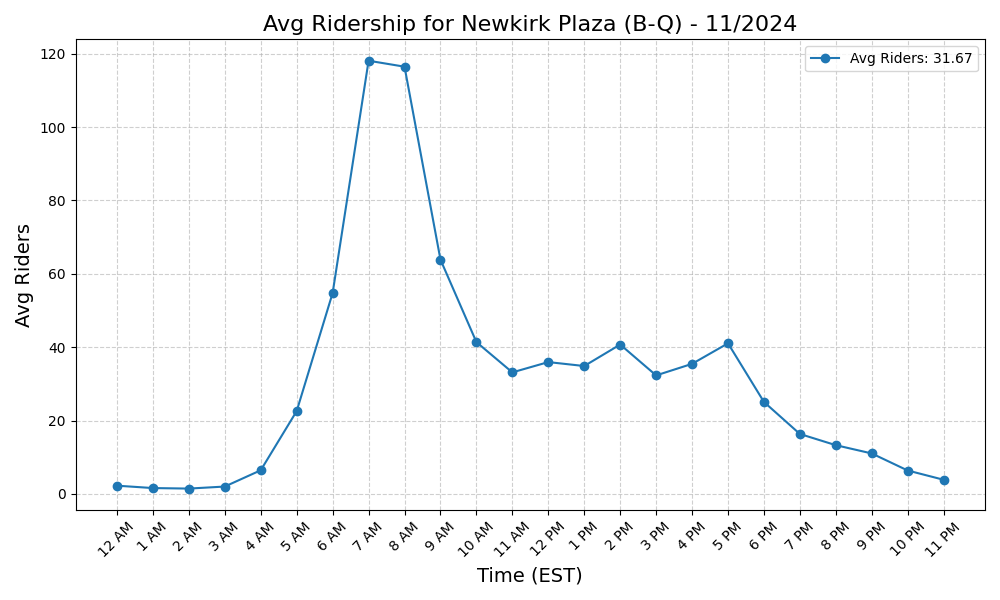 Avg Ridership for Newkirk Plaza (B-Q) - 11/2024
Avg Riders: 31.67
120
100
80
60
40
20
0
Avg Riders
12 AM
1 AM
2 AM
3 AM
4 AM
5 AM
6 AM
7 AM
8 AM
9 AM
10 AM
11 AM
12 PM
1 PM
2 PM
3 PM
4 PM
5 PM
6 PM
7 PM
8 PM
9 PM
10 PM
11 PM
Time (EST)